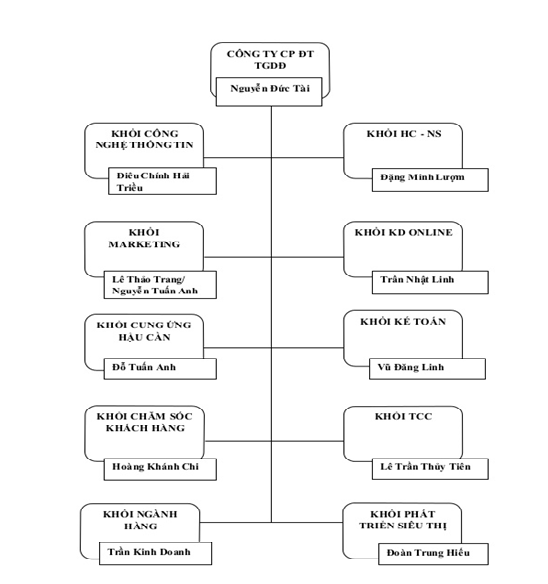 CÔNG TY CP ĐT
TGDĐ
Nguyễn Đức Tài
KHỐI CÔNG
NGHỆ THÔNG TIN
Diêu Chính Hải
Triều
KHỐI HC - NS
Đặng Minh Lượm
KHỐI
MARKETING
Lê Thảo Trang/
Nguyễn Tuấn Anh
KHỐI KD ONLINE
Trần Nhật Linh
KHỐI CUNG ỨNG
HẬU CẦN
Đỗ Tuấn Anh
KHỐI KẾ TOÁN
Vũ Đăng Linh
KHỐI CHĂM SÓC
KHÁCH HÀNG
Hoàng Khánh Chi
KHỐI TCC
Lê Trần Thủy Tiên
KHỐI NGÀNH
HÀNG
Trần Kinh Doanh
KHỐI PHÁT
TRIỂN SIÊU THỊ
Đoàn Trung Hiếu